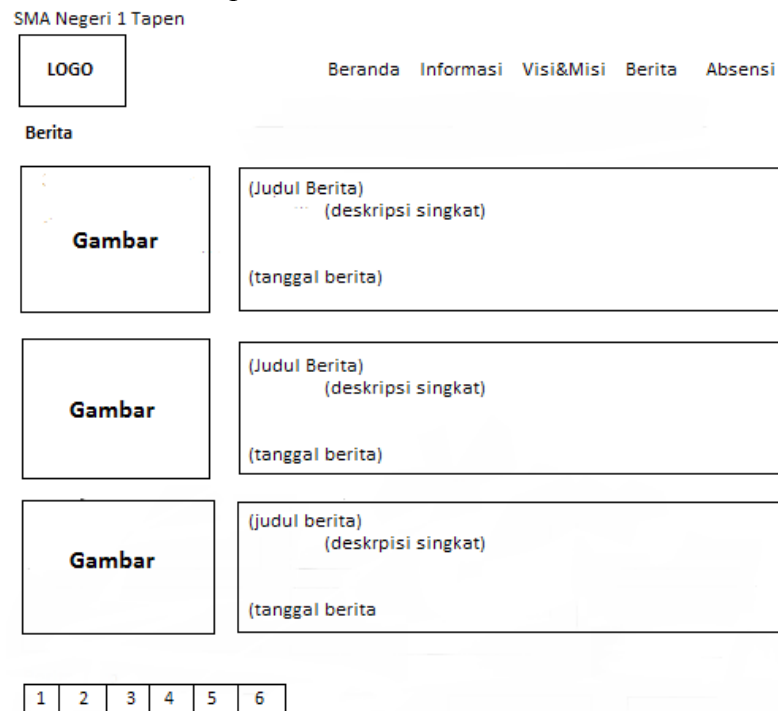 SMA Negeri 1 Tapen
LOGO
Beranda Informasi Visi&Misi Berita Absensi
Berita
Gambar
(Judul Berita)
(deskripsi singkat)
(tanggal berita)
Gambar
(Judul Berita)
(deskripsi singkat)
(tanggal berita)
Gambar
(judul berita)
(deskrpisi singkat)
(tanggal berita
1 2 3 4 5 6